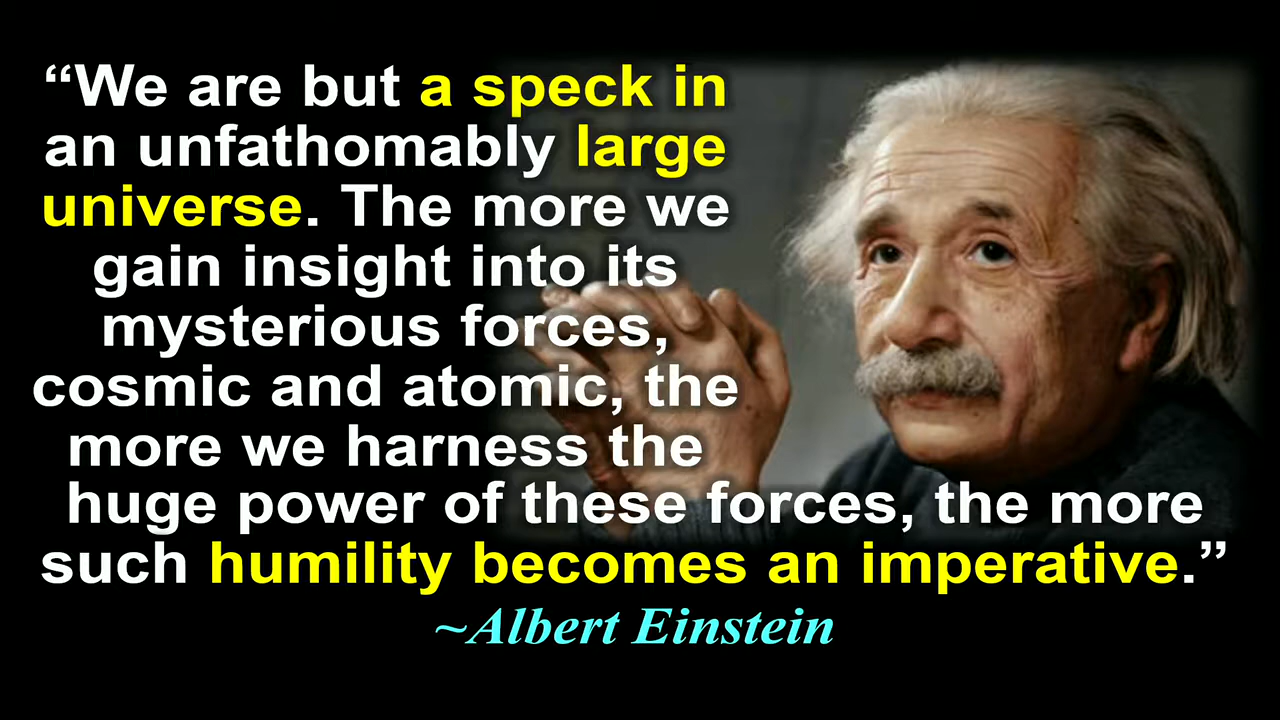 “We are but a speck in
an unfathomably large
universe. The more we
gain insight into its
mysterious forces,
cosmic and atomic, the
more we harness the
huge power of these forces, the more
such humility becomes an imperative.”
~Albert Einstein